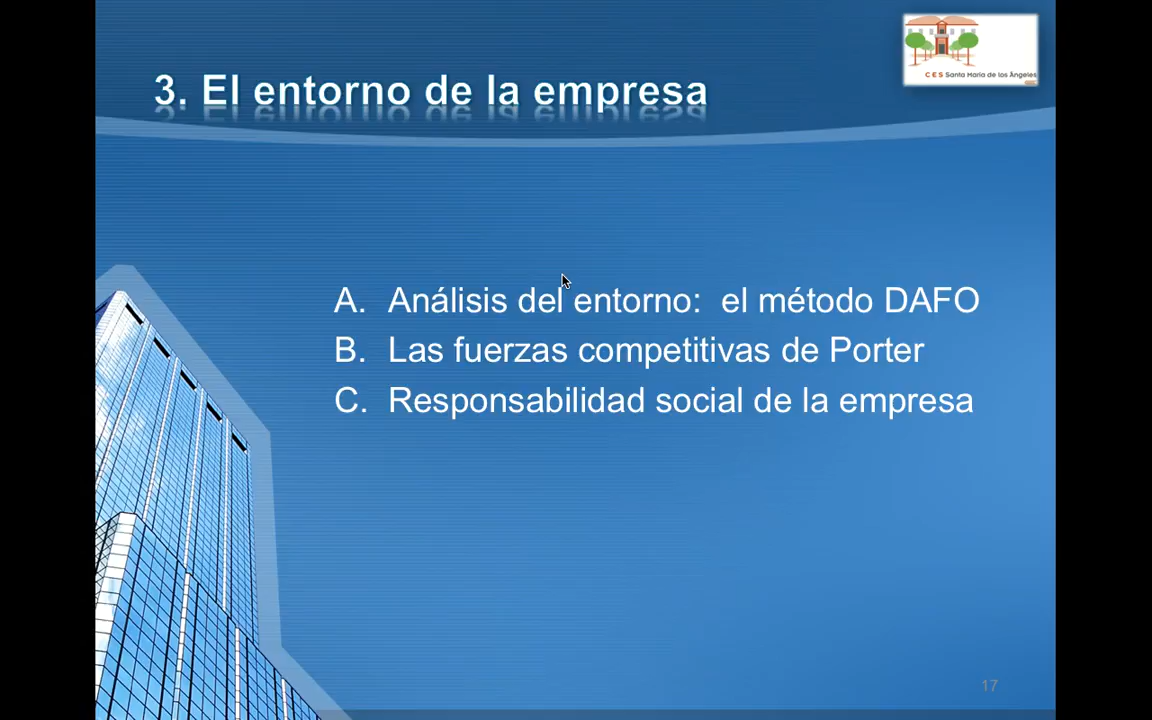 C E S Santa María de los Ángeles
3. El entorno de la empresa
A. Análisis del entorno: el método DAFO
B. Las fuerzas competitivas de Porter
C. Responsabilidad social de la empresa
17